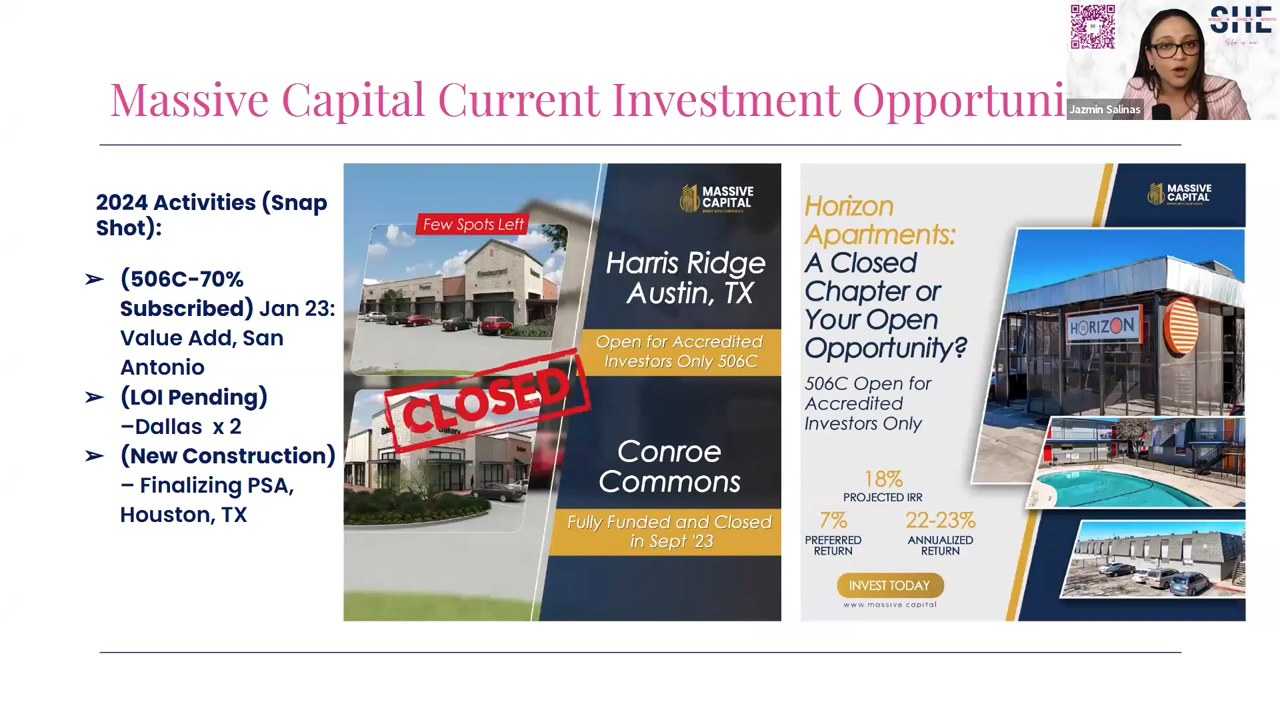 SHE
She is me!
Jazmin Salinas
Massive Capital Current Investment Opportuni
2024 Activities (Snap
Shot):
➢ (506C-70%
Subscribed) Jan 23:
Value Add, San
Antonio
➢ (LOI Pending)
–Dallas x 2
➢ (New Construction)
– Finalizing PSA,
Houston, TX
MASSIVE
CAPITAL
Few Spots Left
Restaurant
Harris Ridge
Austin, TX
Open for Accredited
Investors Only 506C
CLOSED
Conroe
Commons
Fully Funded and Closed
in Sept '23
MASSIVE
CAPITAL
Horizon
Apartments:
A Closed
Chapter or
Your Open
Opportunity?
506C Open for
Accredited
Investors Only
HORIZON
18%
PROJECTED IRR
7%
PREFERRED
RETURN
22-23%
ANNUALIZED
RETURN
INVEST TODAY
www.massive.capital